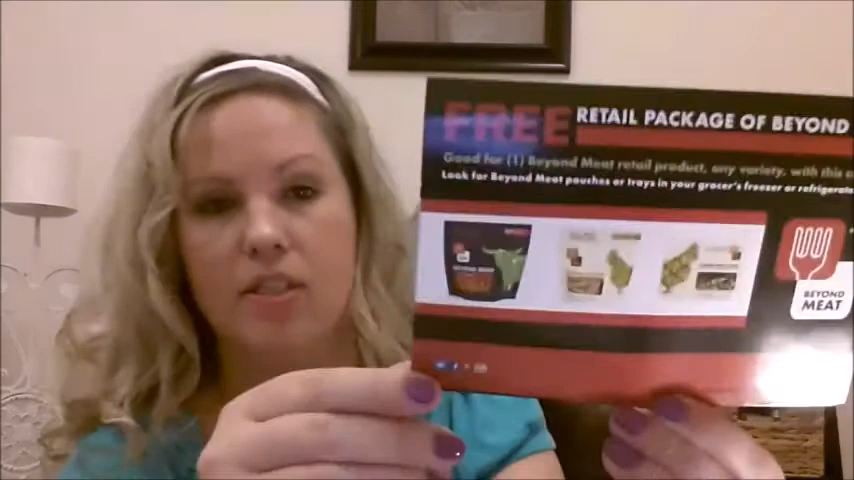 FREE RETAIL PACKAGE OF BEYOND
Good for (1) Beyond Meat retail product, any variety, with this
Look for Beyond Meat pouches or trays in your grocer's freezer or refrigera
BEYOND
MEAT